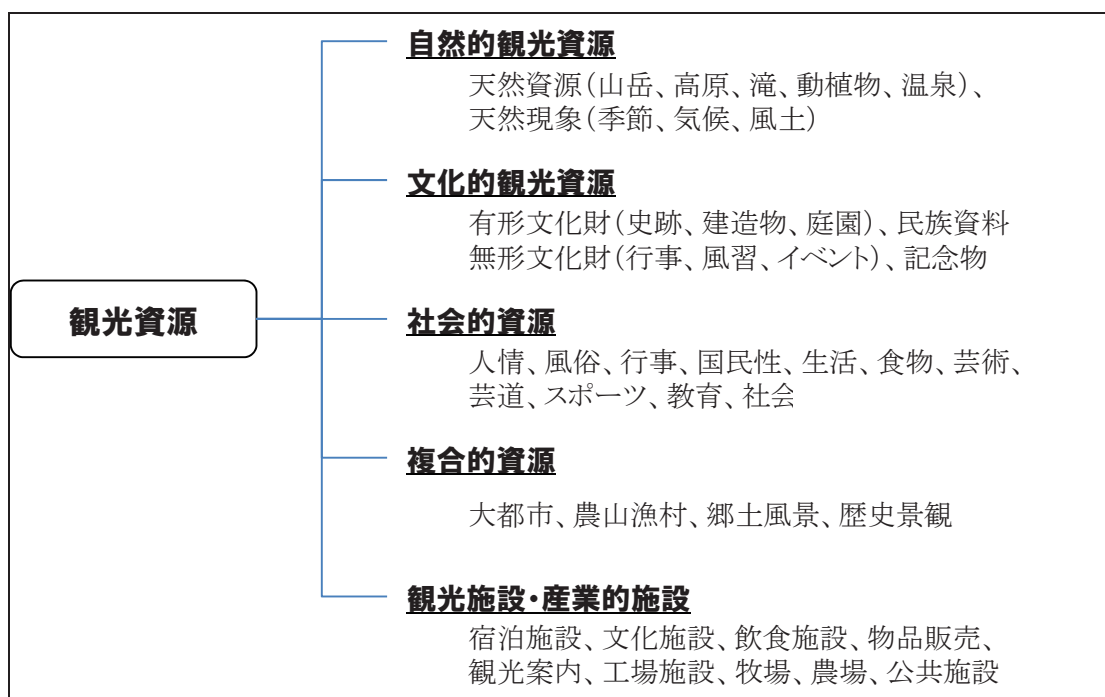 自然的観光資源
天然資源(山岳、高原、滝、動植物、温泉)、
天然現象(季節、気候、風土)
文化的観光資源
有形文化財(史跡、建造物、庭園)、民族資料
無形文化財(行事、風習、イベント)、記念物
観光資源
社会的資源
人情、風俗、行事、国民性、生活、食物、芸術、
芸道、スポーツ、教育、社会
複合的資源
大都市、農山漁村、郷土風景、歴史景観
観光施設・産業的施設
宿泊施設、文化施設、飲食施設、物品販売、
観光案内、工場施設、牧場、農場、公共施設